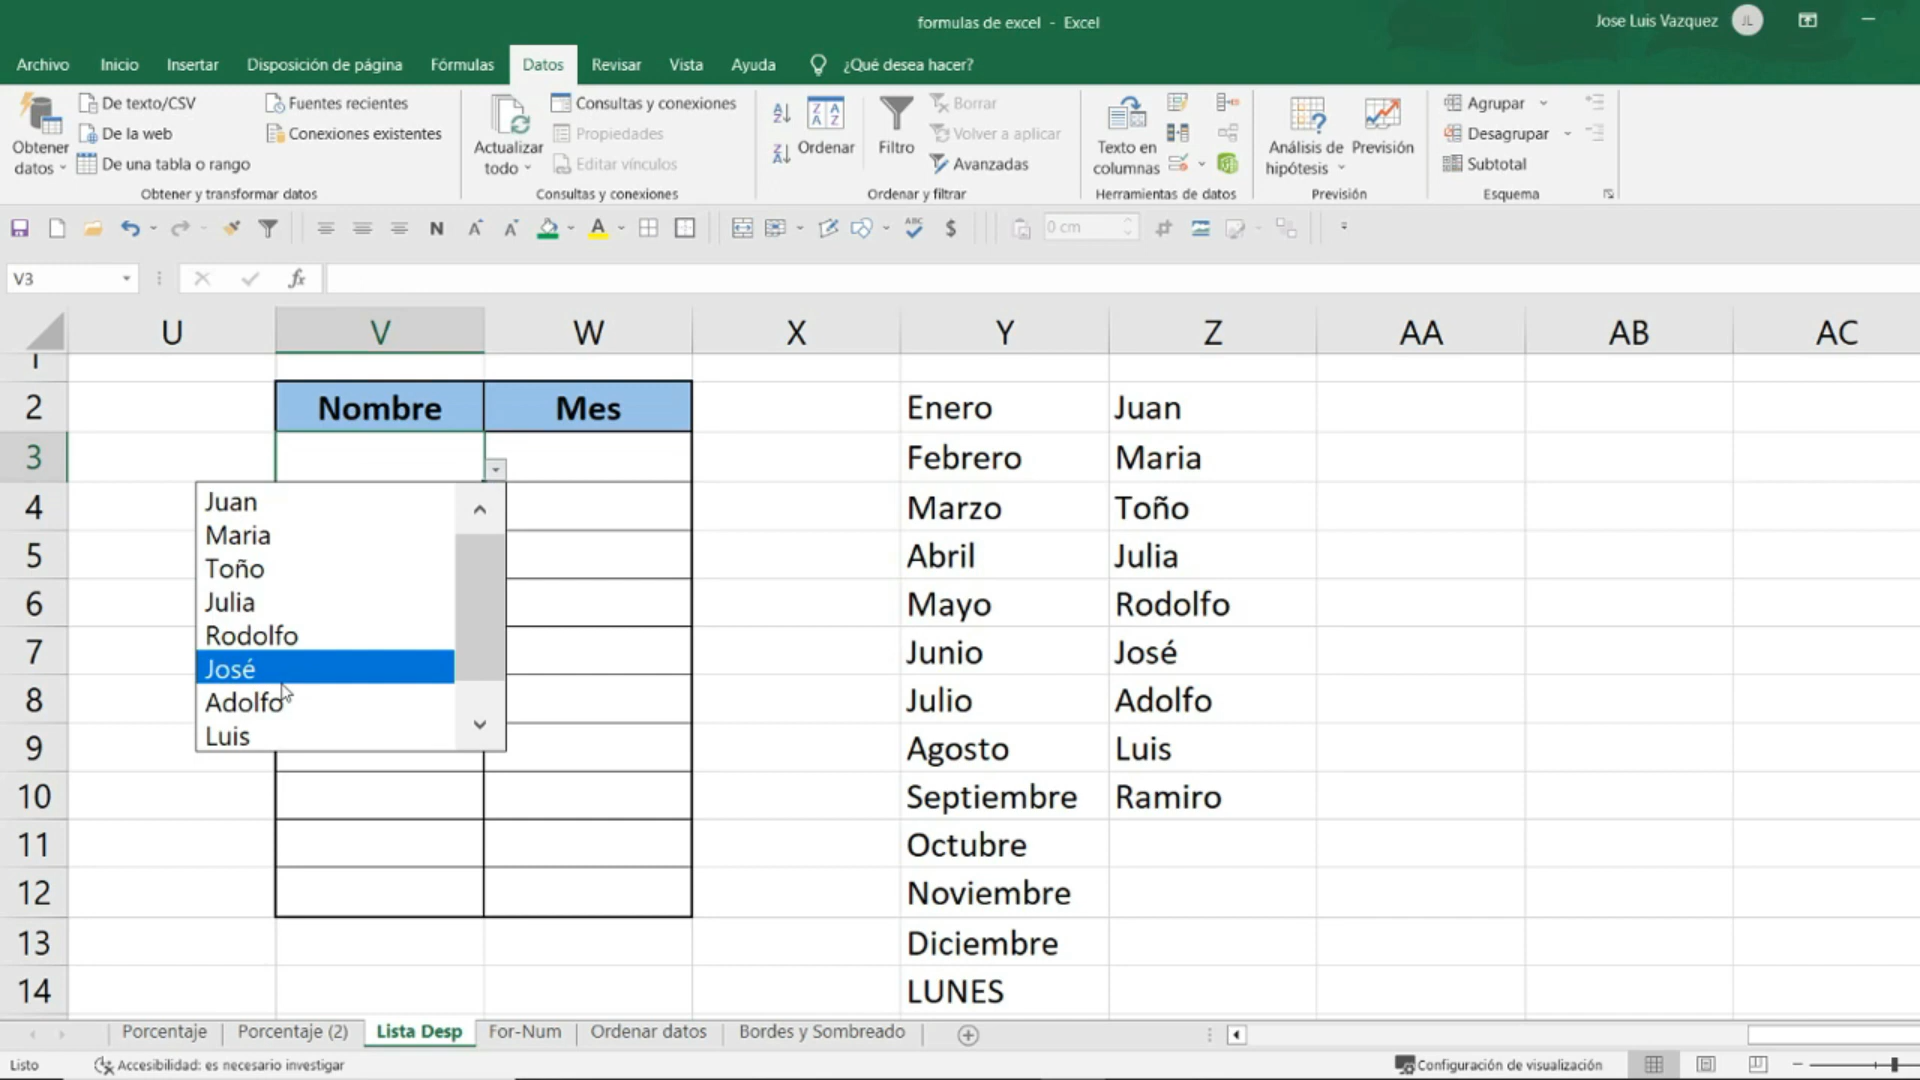 formulas de excel - Excel
Jose Luis Vazquez JL
Archivo Inicio Insertar Disposición de página Fórmulas Datos Revisar Vista Ayuda ¿Qué desea hacer?
De texto/CSV Fuentes recientes Consultas y conexiones Borrar Agrupar
De la web Conexiones existentes Propiedades Volver a aplicar Desagrupar
Obtener datos De una tabla o rango Actualizar todo Editar vínculos Ordenar Filtro Avanzadas Texto en columnas Análisis de hipótesis Previsión Subtotal
Obtener y transformar datos Consultas y conexiones Ordenar y filtrar Herramientas de datos Previsión Esquema
N A A A ABC $ 0 cm
V3 fx
U V W X Y Z AA AB AC
1
2 Nombre Mes Enero Juan
3 Febrero Maria
4 Marzo Toño
5 Abril Julia
6 Mayo Rodolfo
7 Junio José
8 Julio Adolfo
9 Agosto Luis
10 Septiembre Ramiro
11 Octubre
12 Noviembre
13 Diciembre
14 LUNES
Juan
Maria
Toño
Julia
Rodolfo
José
Adolfo
Luis
Porcentaje Porcentaje (2) Lista Desp For-Num Ordenar datos Bordes y Sombreado
Listo Accesibilidad: es necesario investigar Configuración de visualización